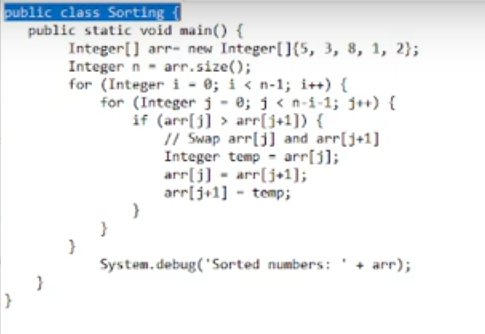 public class Sorting {
public static void main() {
Integer[] arr= new Integer[]{5, 3, 8, 1, 2};
Integer n = arr.size();
for (Integer i = 0; i < n-1; i++) {
for (Integer j = 0; j < n-i-1; j++) {
if (arr[j] > arr[j+1]) {
// Swap arr[j] and arr[j+1]
Integer temp = arr[j];
arr[j] = arr[j+1];
arr[j+1] = temp;
}
}
}
System.debug('Sorted numbers: ' + arr);
}
}